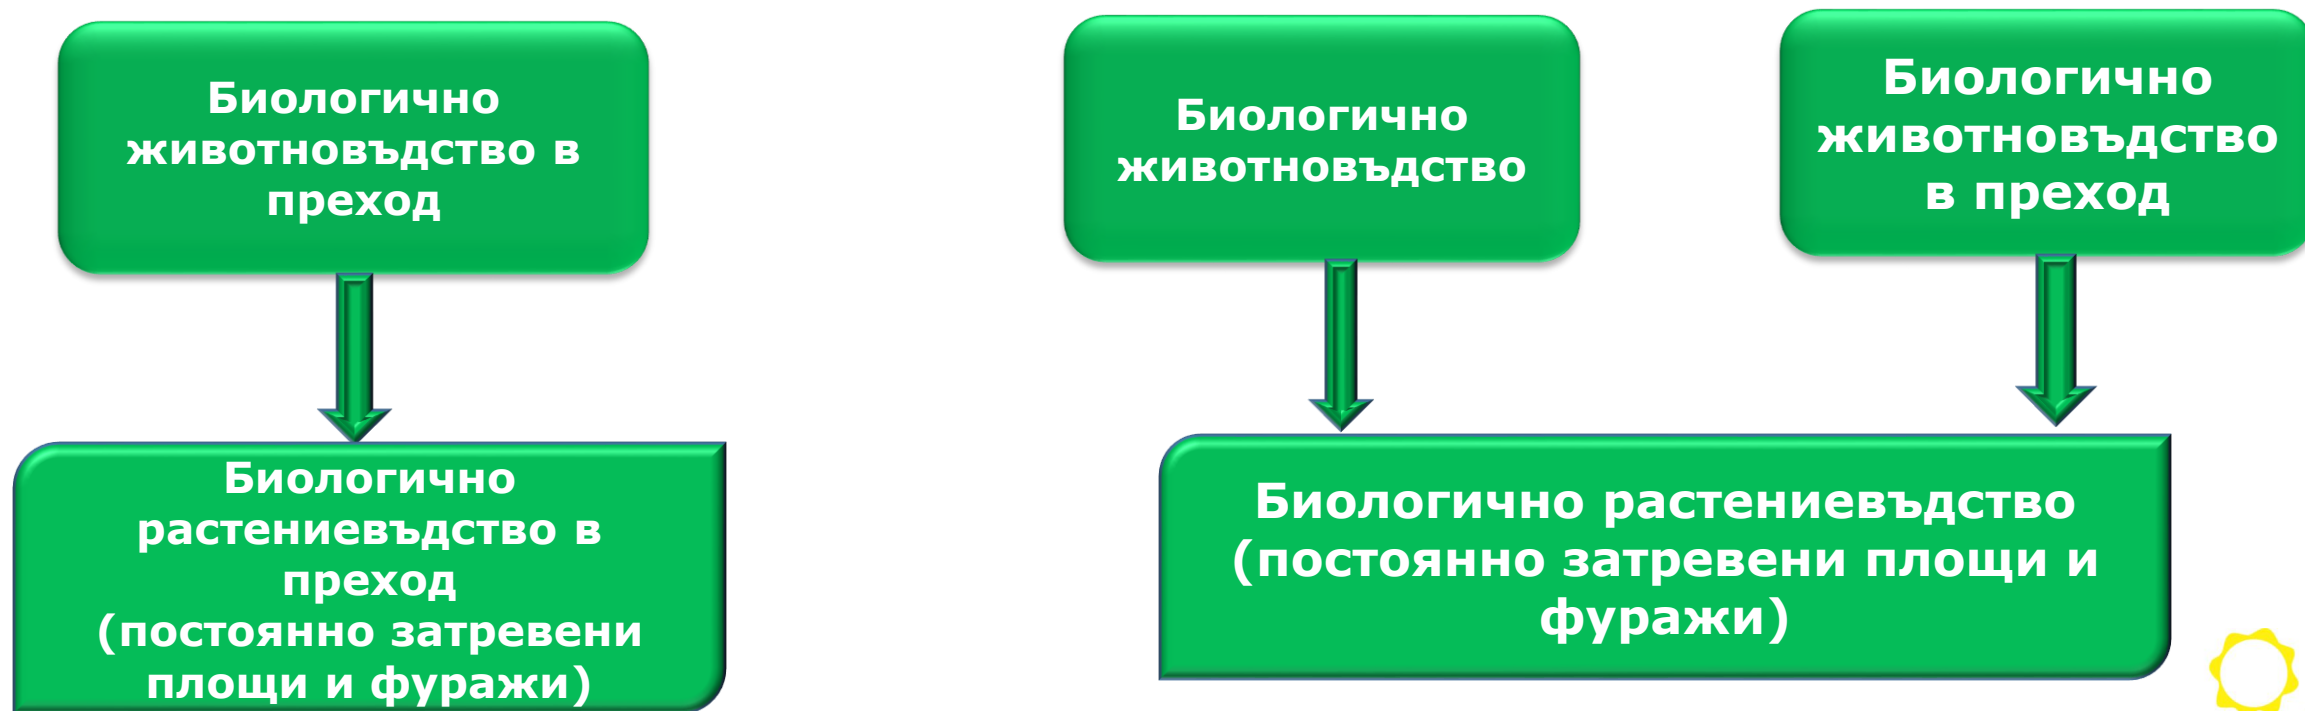 Биологично
животновъдство в
преход
Биологично
животновъдство
Биологично
животновъдство
в преход
Биологично
растениевъдство в
преход
(постоянно затревени
площи и фуражи)
Биологично растениевъдство
(постоянно затревени площи и
фуражи)